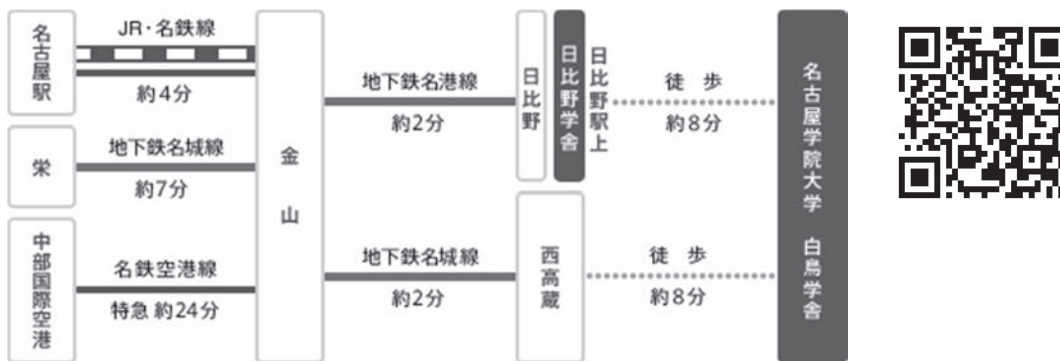 名古屋駅
JR・名鉄線
約4分
栄
地下鉄名城線
約7分
中部国際空港
名鉄空港線
特急 約24分
金山
地下鉄名港線
約2分
日比野
日比野学舎
日比野駅上
徒歩
約8分
地下鉄名城線
約2分
西高蔵
徒歩
約8分
名古屋学院大学 白鳥学舎